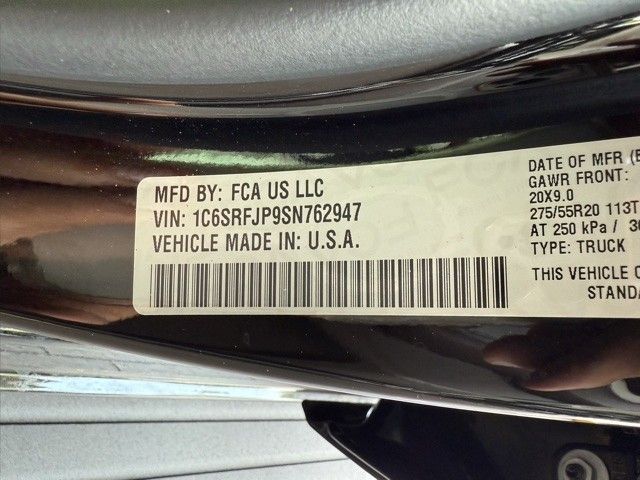 MFD BY: FCA US LLC
VIN: 1C6SRFJP9SN762947
VEHICLE MADE IN: U.S.A.
DATE OF MFR (
GAWR FRONT:
20X9.0
275/55R20 113T
AT 250 kPa /
TYPE: TRUCK
THIS VEHICLE
STANDA